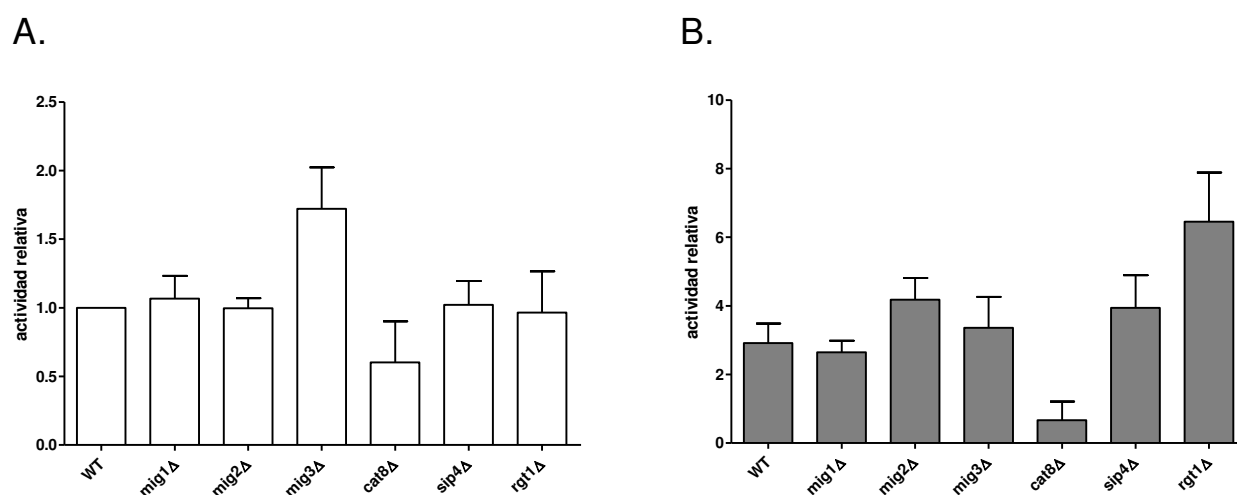 A.
actividad relativa
2.5
2.0
1.5
1.0
0.5
0.0
WT
mig1Δ
mig2Δ
mig3Δ
cat8Δ
sip4Δ
rgt1Δ
B.
actividad relativa
10
8
6
4
2
0
WT
mig1Δ
mig2Δ
mig3Δ
cat8Δ
sip4Δ
rgt1Δ